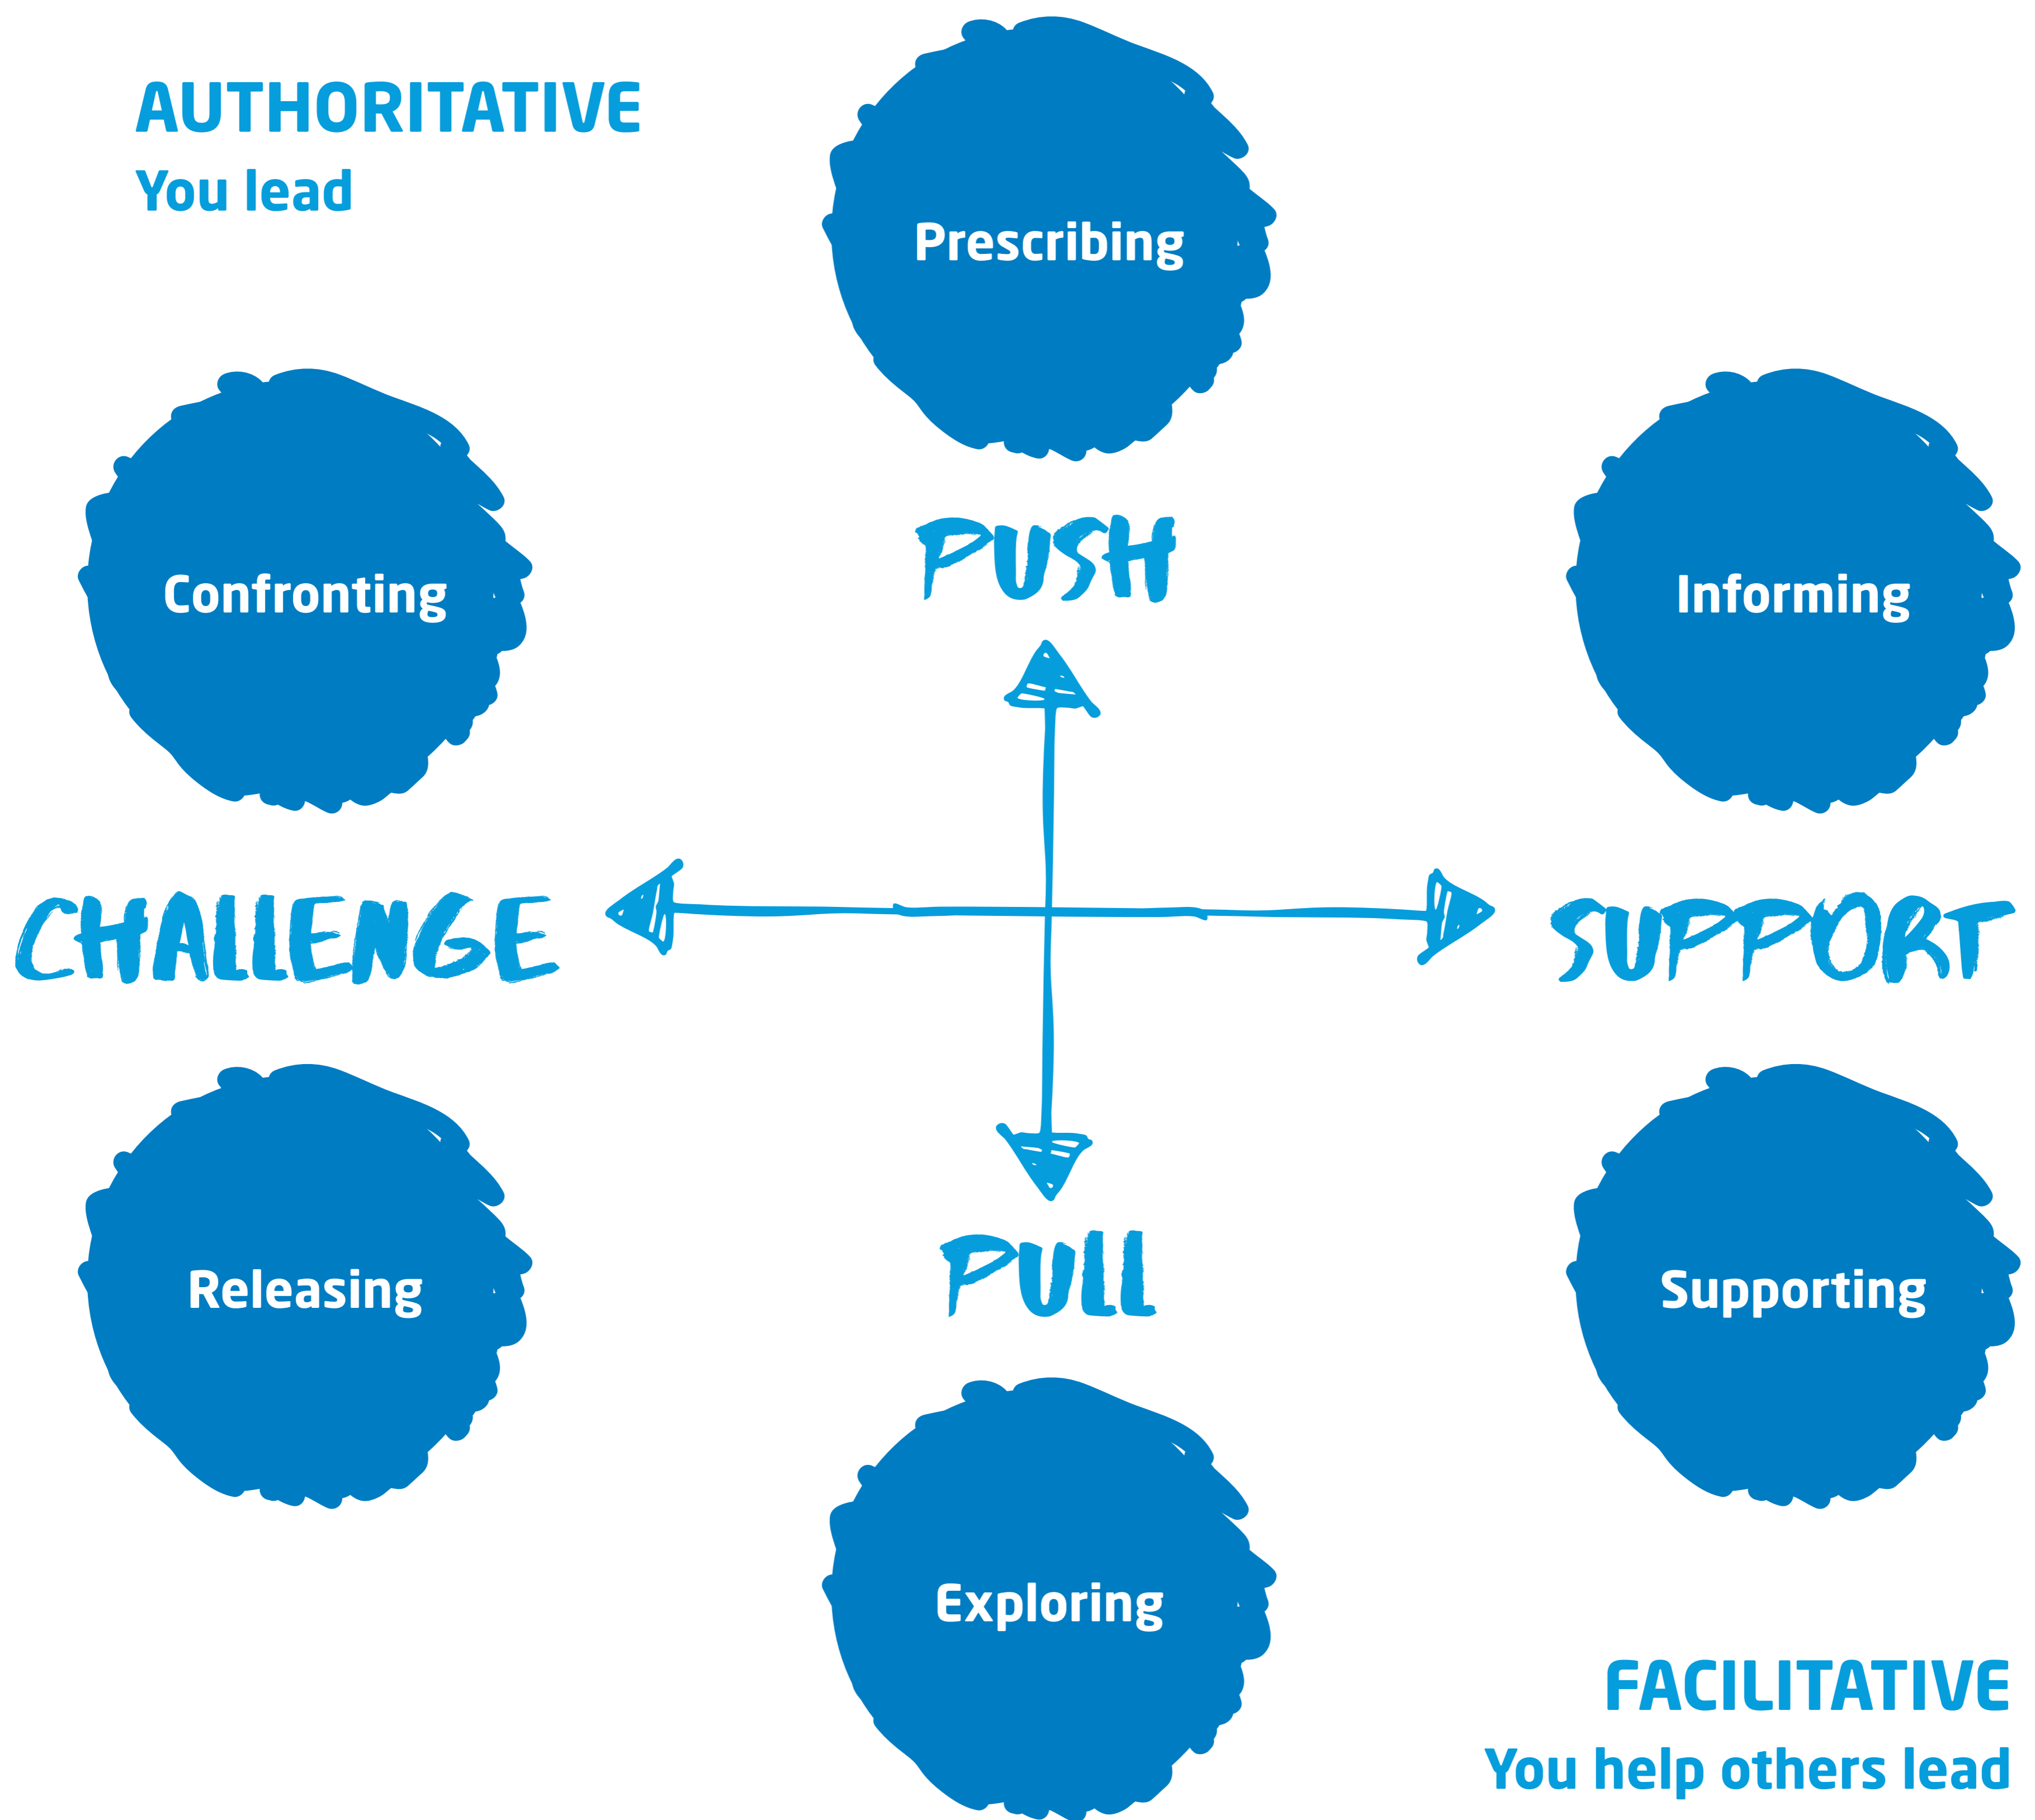 AUTHORITATIVE
You lead
Prescribing
Confronting
PUSH
Informing
CHALLENGE
SUPPORT
Releasing
PULL
Supporting
Exploring
FACILITATIVE
You help others lead